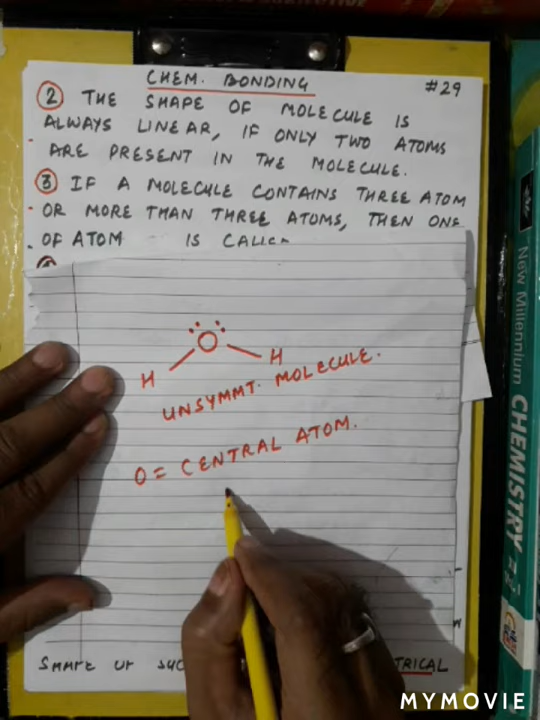 CHEM. BONDING
#29
2 THE SHAPE OF MOLECULE IS
ALWAYS LINEAR, IF ONLY TWO ATOMS
ARE PRESENT IN THE MOLECULE.
3 IF A MOLECULE CONTAINS THREE ATOM
OR MORE THAN THREE ATOMS, THEN ONE
OF ATOM IS CALLED
O
H
H
UNSYMMT. MOLECULE.
O = CENTRAL ATOM.
TRICAL
New Millennium CHEMISTRY
MYMOVIE